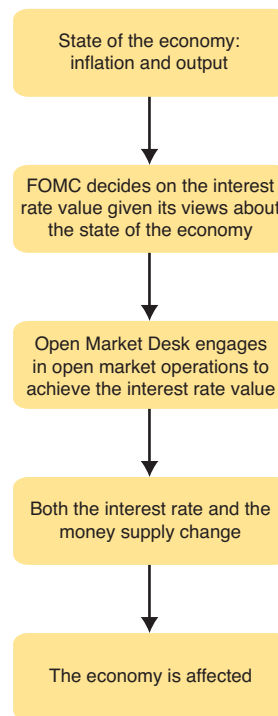 State of the economy:
inflation and output
FOMC decides on the interest
rate value given its views about
the state of the economy
Open Market Desk engages
in open market operations to
achieve the interest rate value
Both the interest rate and the
money supply change
The economy is affected